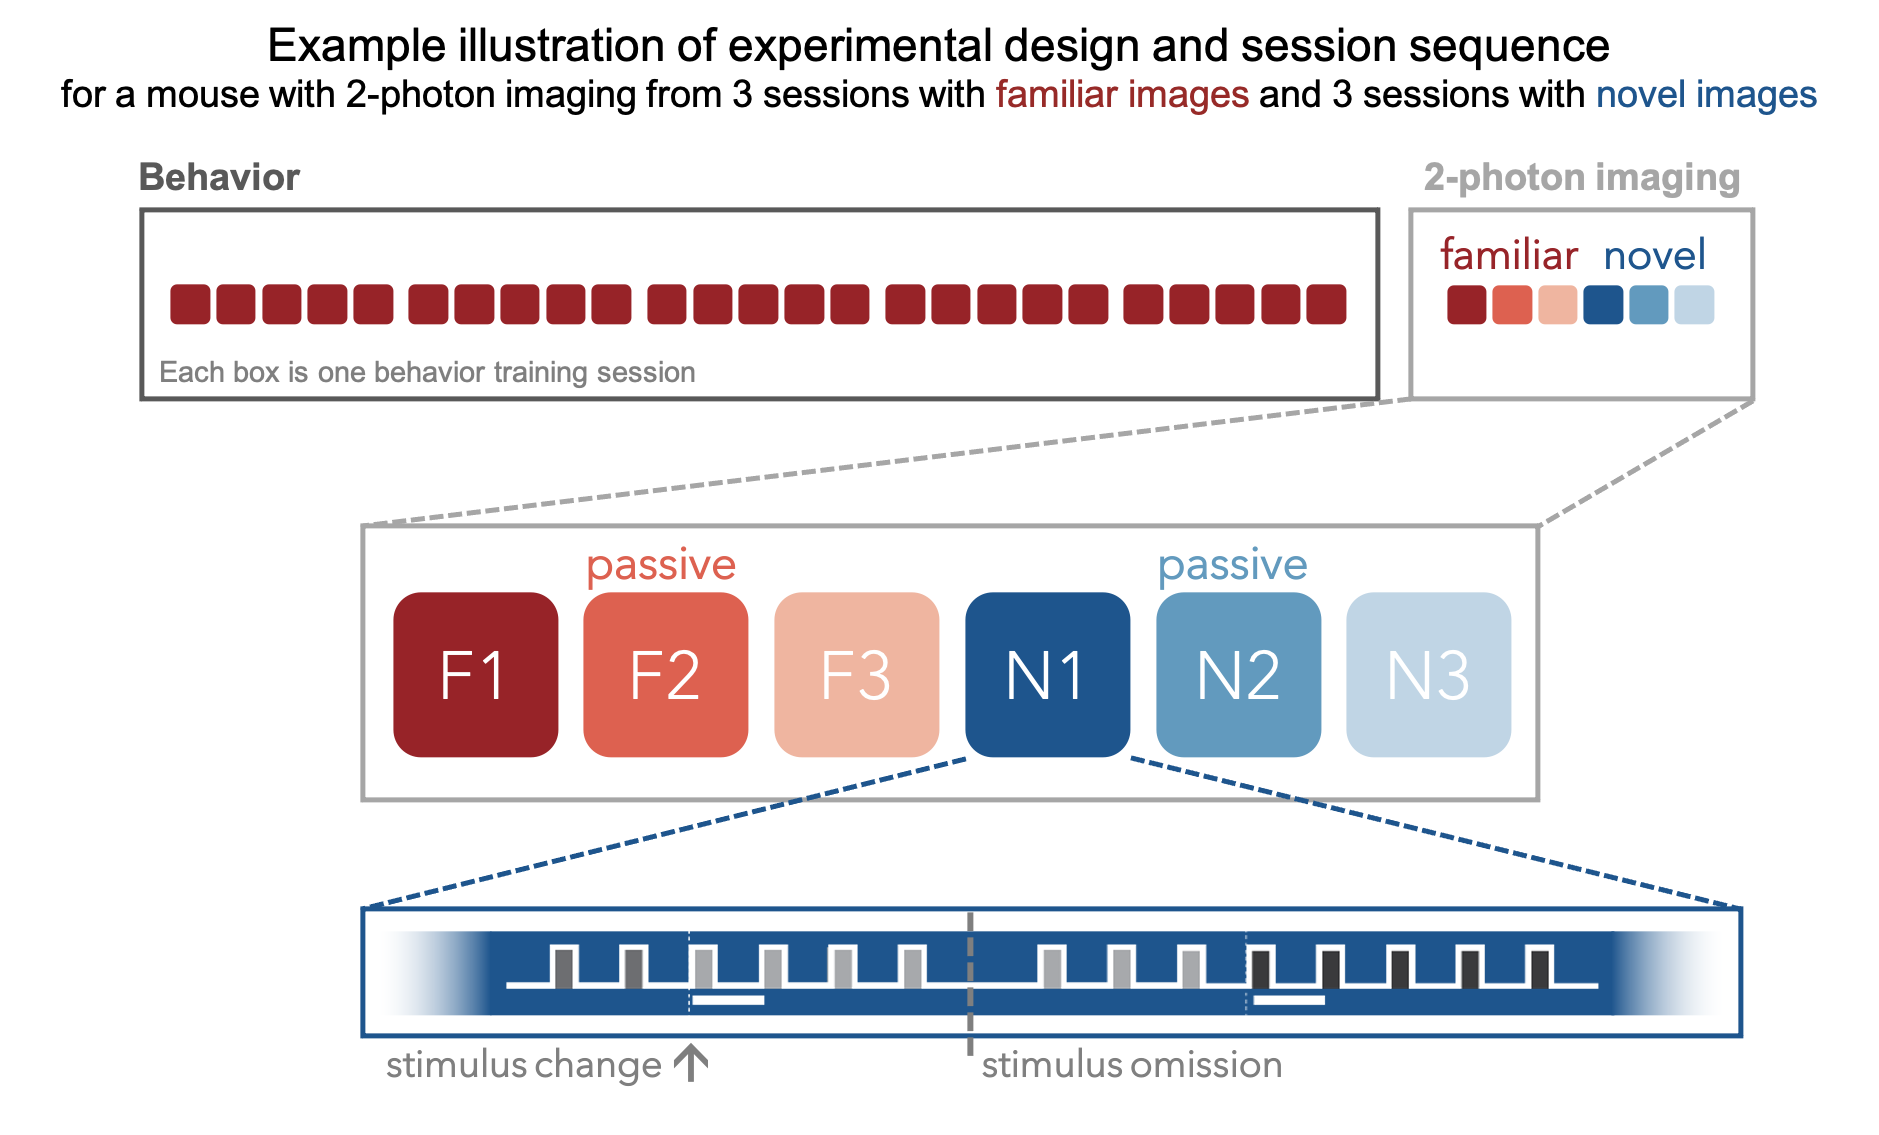 Example illustration of experimental design and session sequence
for a mouse with 2-photon imaging from 3 sessions with familiar images and 3 sessions with novel images
Behavior
2-photon imaging
familiar novel
Each box is one behavior training session
passive passive
F1 F2 F3 N1 N2 N3
stimulus change stimulus omission